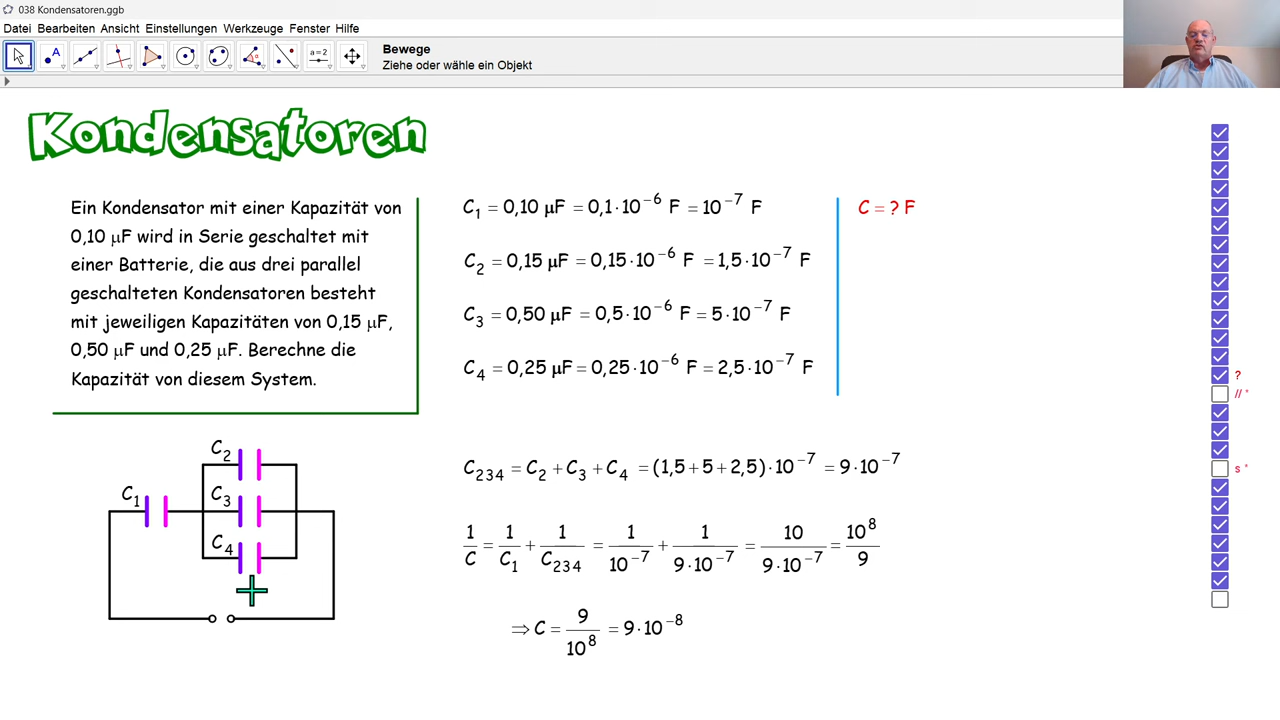 038 Kondensatoren.ggb
Datei Bearbeiten Ansicht Einstellungen Werkzeuge Fenster Hilfe
A
a=2
Bewege
Ziehe oder wähle ein Objekt
Kondensatoren
Ein Kondensator mit einer Kapazität von
0,10 μF wird in Serie geschaltet mit
einer Batterie, die aus drei parallel
geschalteten Kondensatoren besteht
mit jeweiligen Kapazitäten von 0,15 μF,
0,50 μF und 0,25 μF. Berechne die
Kapazität von diesem System.
C₁ = 0,10 μF = 0,1·10⁻⁶ F = 10⁻⁷ F
C₂ = 0,15 μF = 0,15·10⁻⁶ F = 1,5·10⁻⁷ F
C₃ = 0,50 μF = 0,5·10⁻⁶ F = 5·10⁻⁷ F
C₄ = 0,25 μF = 0,25·10⁻⁶ F = 2,5·10⁻⁷ F
C = ? F
?
// *
s *
C₂
C₁
C₃
C₄
C₂₃₄ = C₂ + C₃ + C₄ = (1,5+5+2,5)·10⁻⁷ = 9·10⁻⁷
1/C = 1/C₁ + 1/C₂₃₄ = 1/10⁻⁷ + 1/9·10⁻⁷ = 10/9·10⁻⁷ = 10⁸/9
⇒ C = 9/10⁸ = 9·10⁻⁸